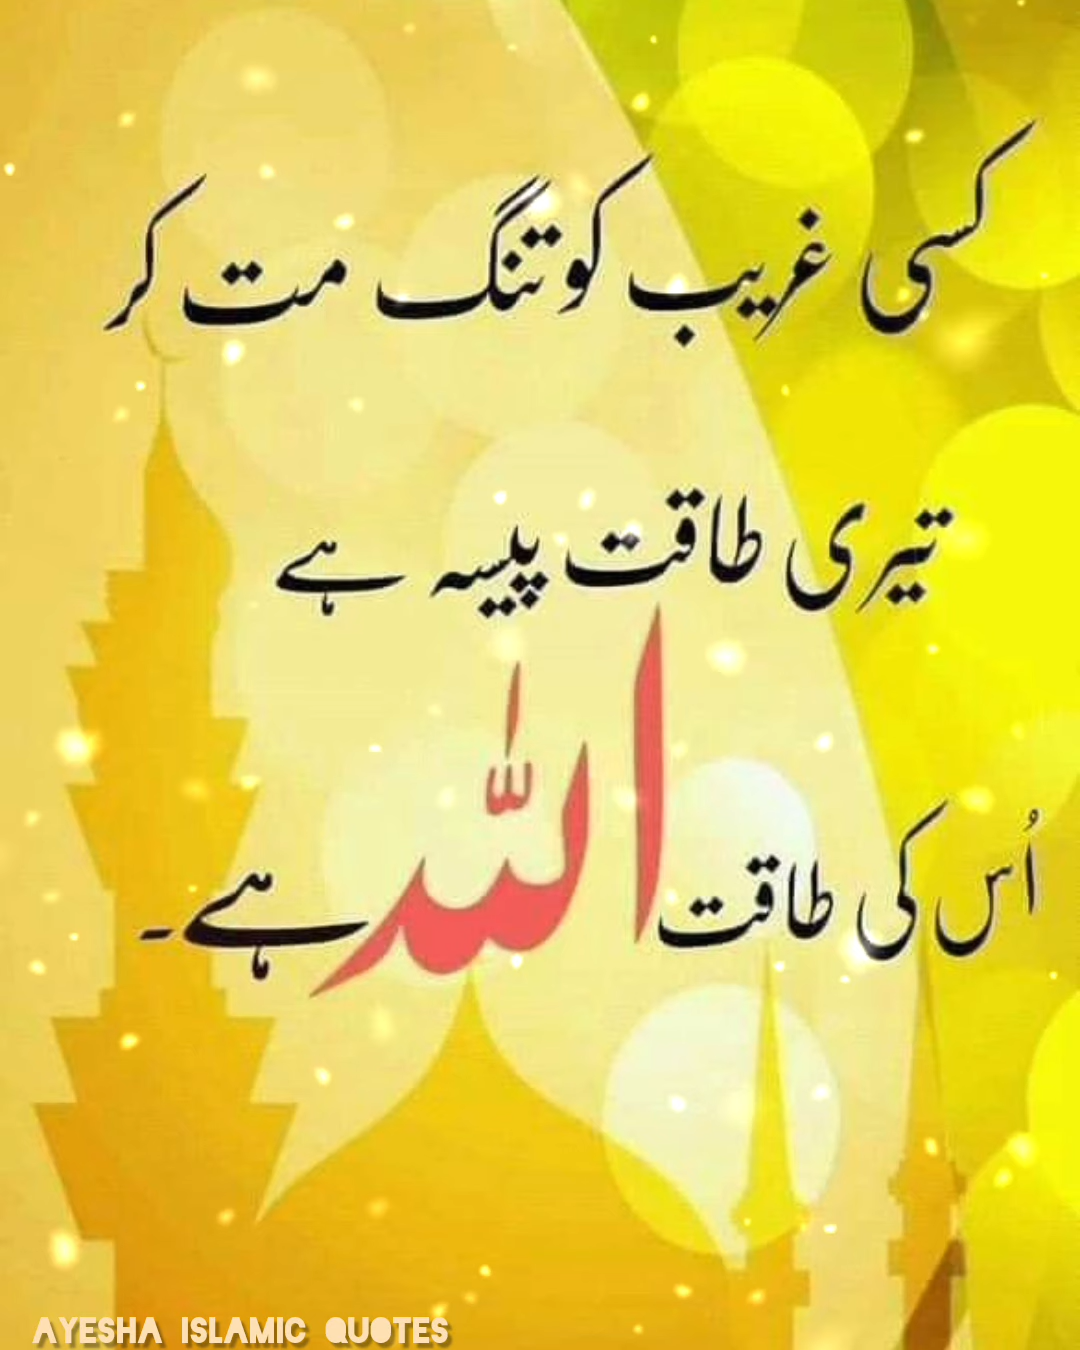 کسی غریب کو تنگ مت کر
تیری طاقت پیسہ ہے
اُس کی طاقت اللہ ہے۔
AYESHA ISLAMIC QUOTES